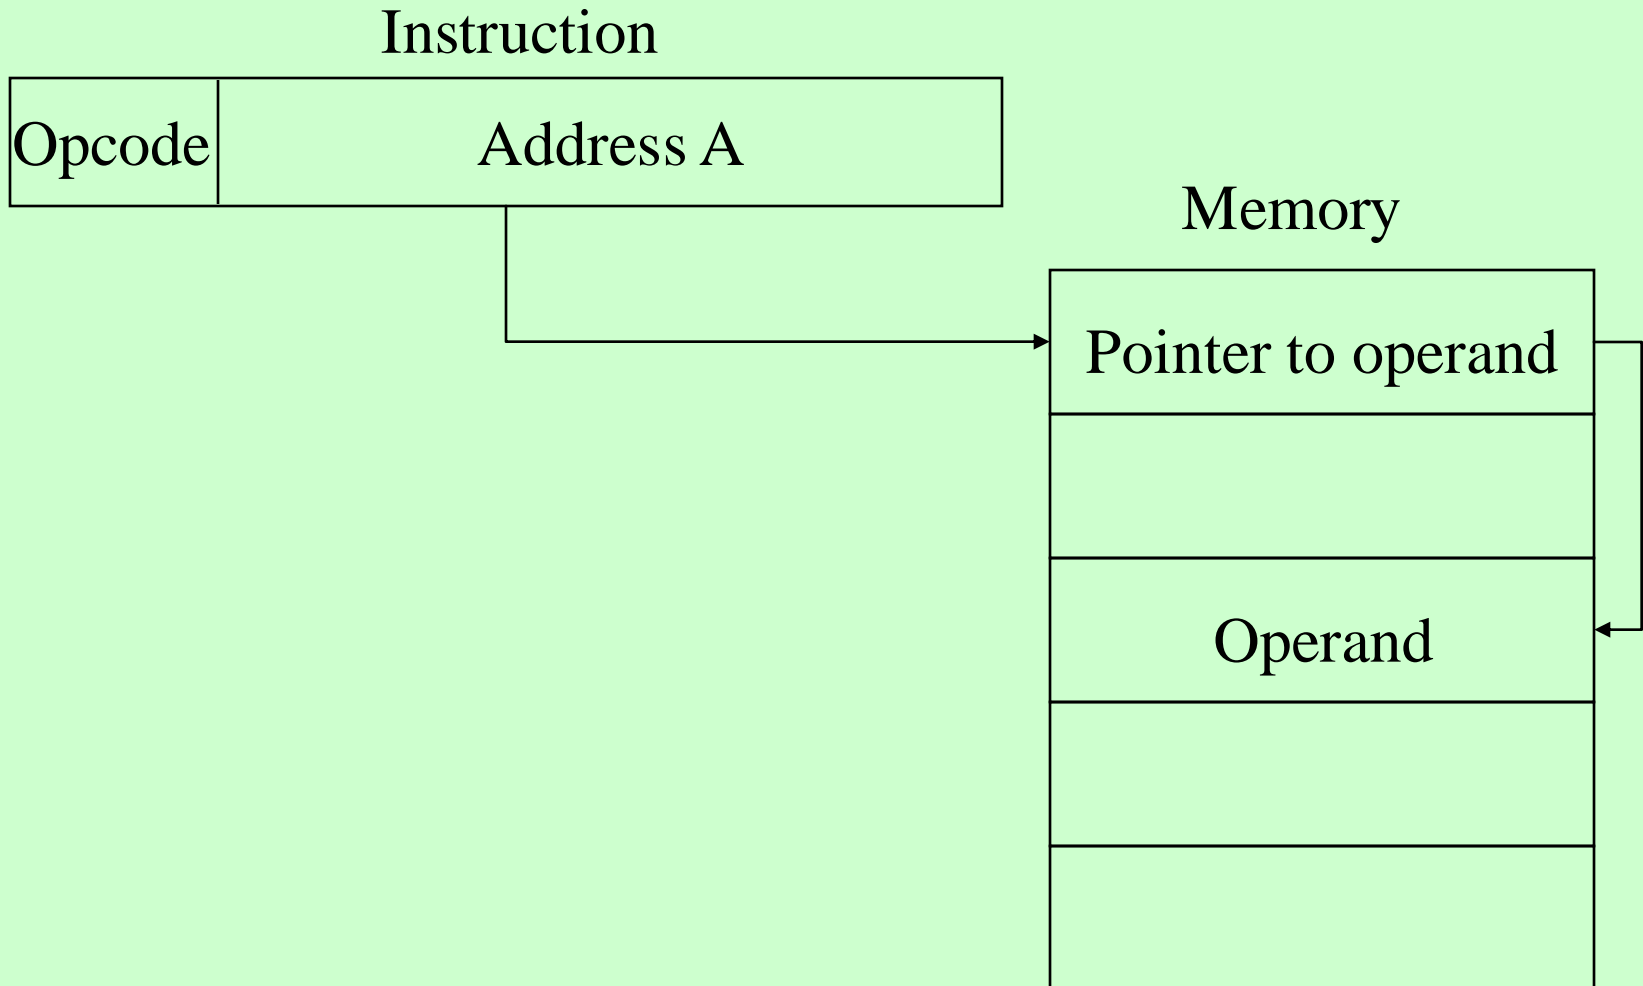 Instruction
Opcode
Address A
Memory
Pointer to operand
Operand